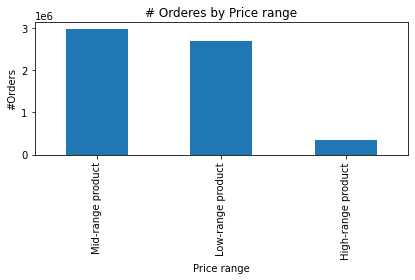 # Orderes by Price range
1e6
3
2
1
0
#Orders
Mid-range product
Low-range product
High-range product
Price range